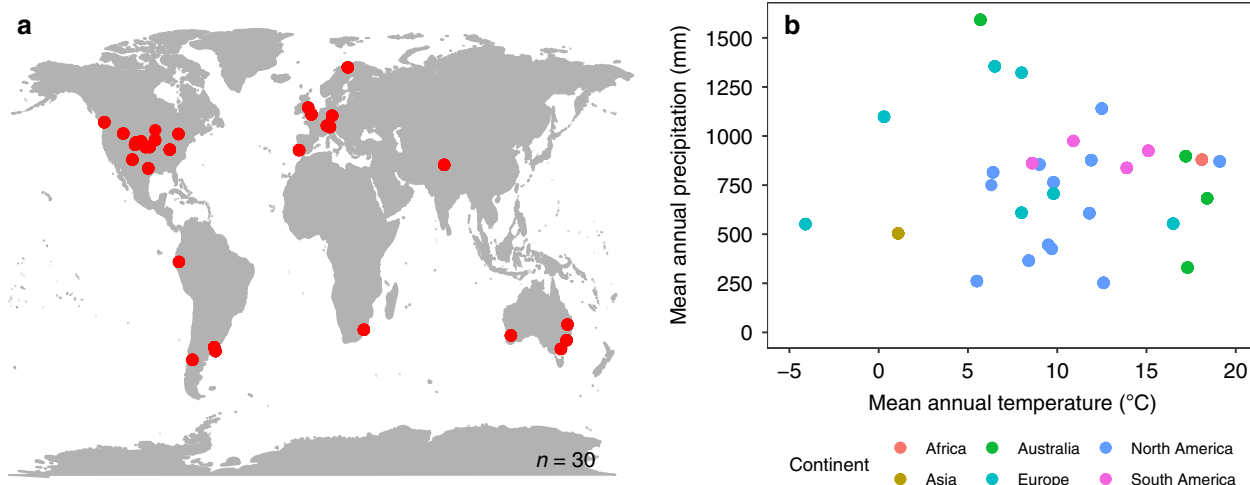 a
n = 30
b
Mean annual precipitation (mm)
1500
1250
1000
750
500
250
0
−5 0 5 10 15 20
Mean annual temperature (°C)
Continent
Africa Australia North America
Asia Europe South America